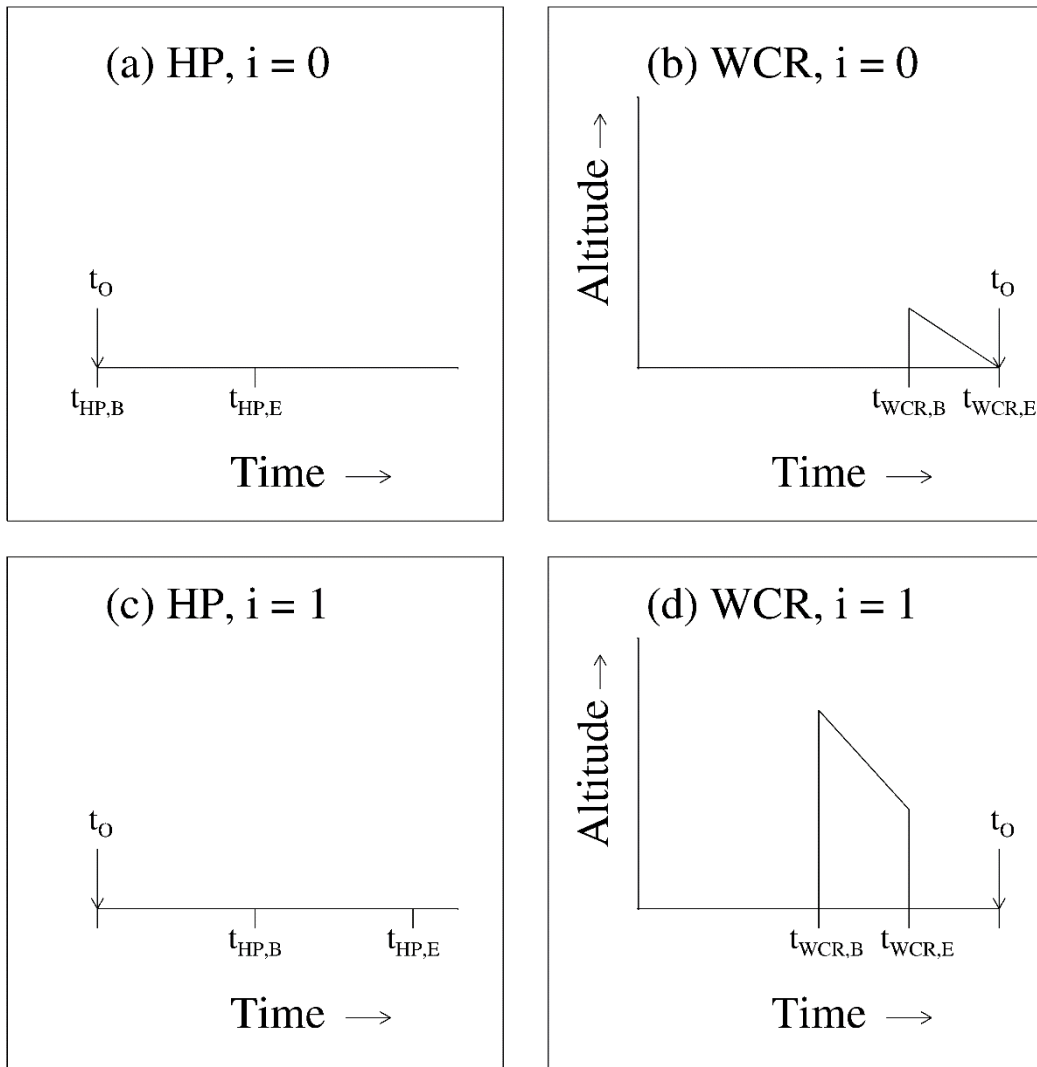 (a) HP, i = 0
t_O
t_HP,B t_HP,E
Time →
(b) WCR, i = 0
Altitude →
t_O
t_WCR,B t_WCR,E
Time →
(c) HP, i = 1
t_O
t_HP,B t_HP,E
Time →
(d) WCR, i = 1
Altitude →
t_O
t_WCR,B t_WCR,E
Time →